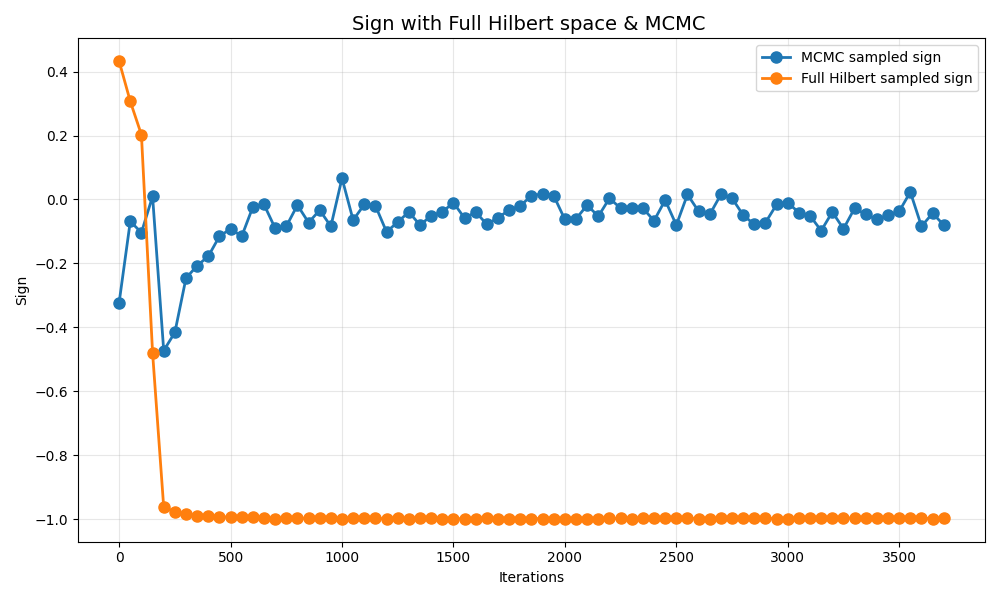 Sign with Full Hilbert space & MCMC
MCMC sampled sign
Full Hilbert sampled sign
Sign
0.4
0.2
0.0
−0.2
−0.4
−0.6
−0.8
−1.0
0 500 1000 1500 2000 2500 3000 3500
Iterations